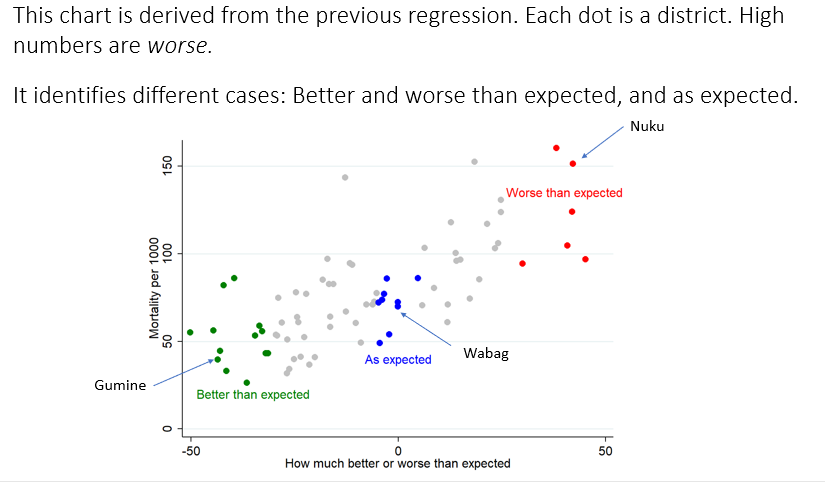 This chart is derived from the previous regression. Each dot is a district. High
numbers are worse.
It identifies different cases: Better and worse than expected, and as expected.
Nuku
150
Worse than expected
100
Mortality per 1000
50
Wabag
As expected
Gumine
Better than expected
0
-50
0
50
How much better or worse than expected